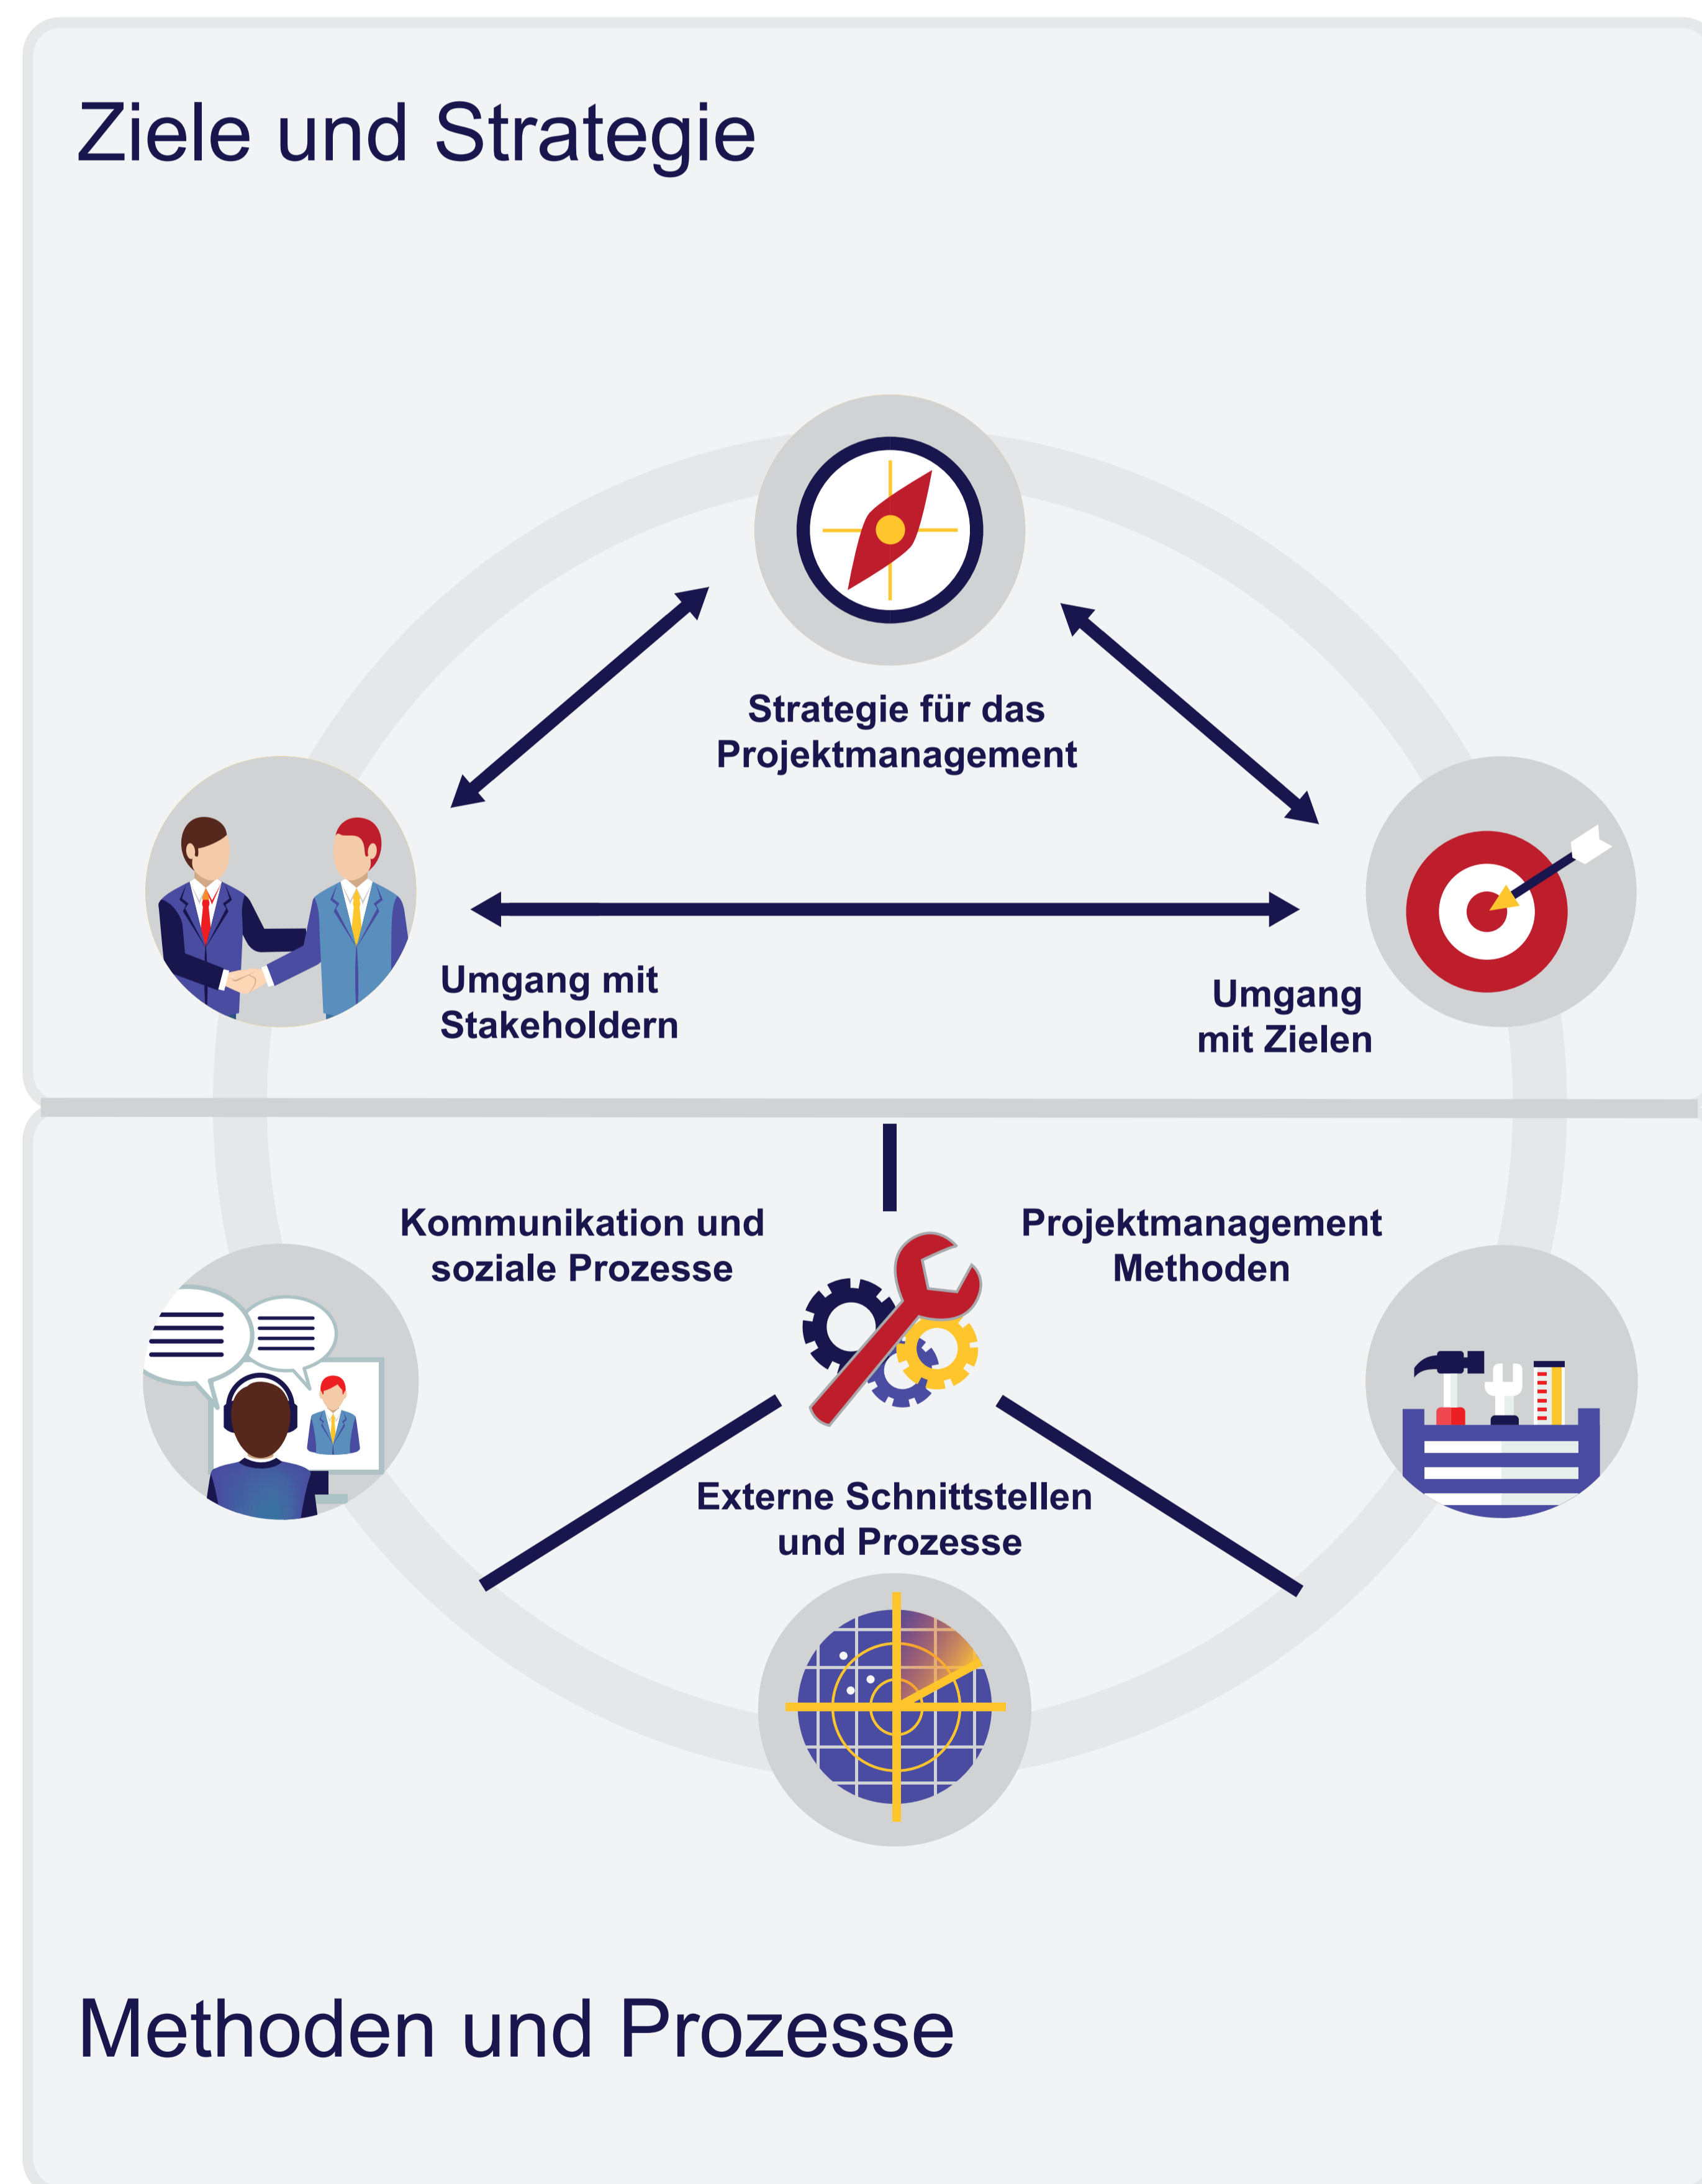 Ziele und Strategie
Strategie für das
Projektmanagement
Umgang mit
Stakeholdern
Umgang
mit Zielen
Kommunikation und
soziale Prozesse
Projektmanagement
Methoden
Externe Schnittstellen
und Prozesse
Methoden und Prozesse